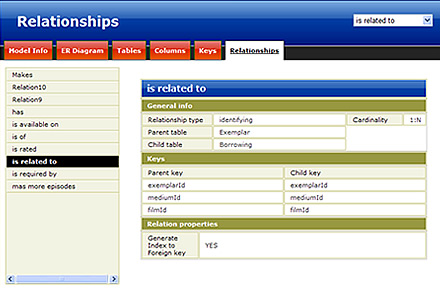 Relationships
is related to
Model Info ER Diagram Tables Columns Keys Relationships
Makes
Relation10
Relation9
has
is available on
is of
is rated
is related to
is required by
mas more episodes
is related to
General info
Relationship type identifying Cardinality 1:N
Parent table Exemplar
Child table Borrowing
Keys
Parent key Child key
exemplarId exemplarId
mediumId mediumId
filmId filmId
Relation properties
Generate
Index to
Foreign key
YES